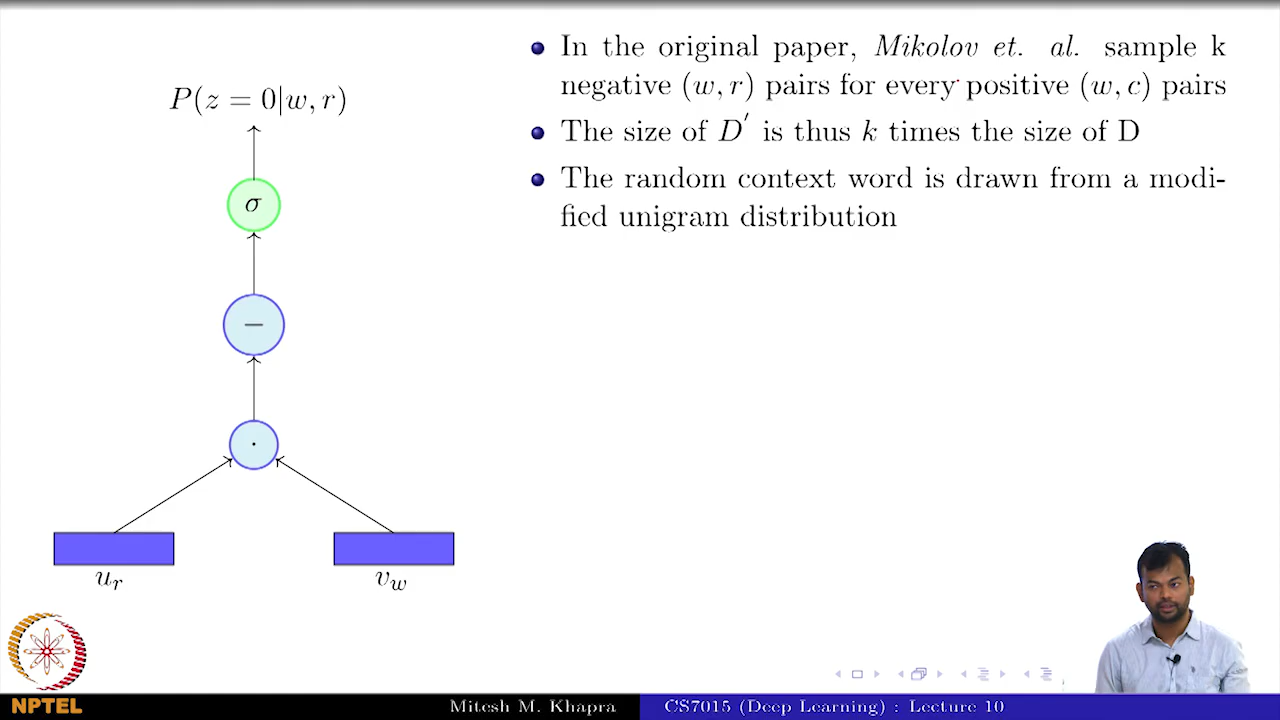 P(z = 0|w, r)
σ
−
·
u_r
v_w
In the original paper, Mikolov et. al. sample k
negative (w, r) pairs for every positive (w, c) pairs
The size of D′ is thus k times the size of D
The random context word is drawn from a modi-
fied unigram distribution
NPTEL
Mitesh M. Khapra
CS7015 (Deep Learning) : Lecture 10